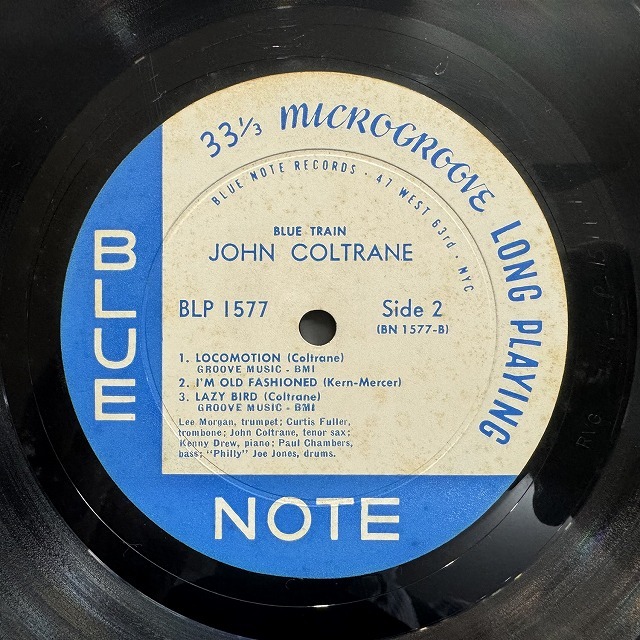 33⅓ MICROGROOVE LONG PLAYING
BLUE NOTE RECORDS · 47 WEST 63rd · NYC
BLUE TRAIN
JOHN COLTRANE
BLP 1577
Side 2
(BN 1577-B)
1. LOCOMOTION (Coltrane)
GROOVE MUSIC - BMI
2. I'M OLD FASHIONED (Kern-Mercer)
3. LAZY BIRD (Coltrane)
GROOVE MUSIC - BMI
Lee Morgan, trumpet; Curtis Fuller,
trombone; John Coltrane, tenor sax;
Kenny Drew, piano; Paul Chambers,
bass; "Philly" Joe Jones, drums.
BLUE
NOTE